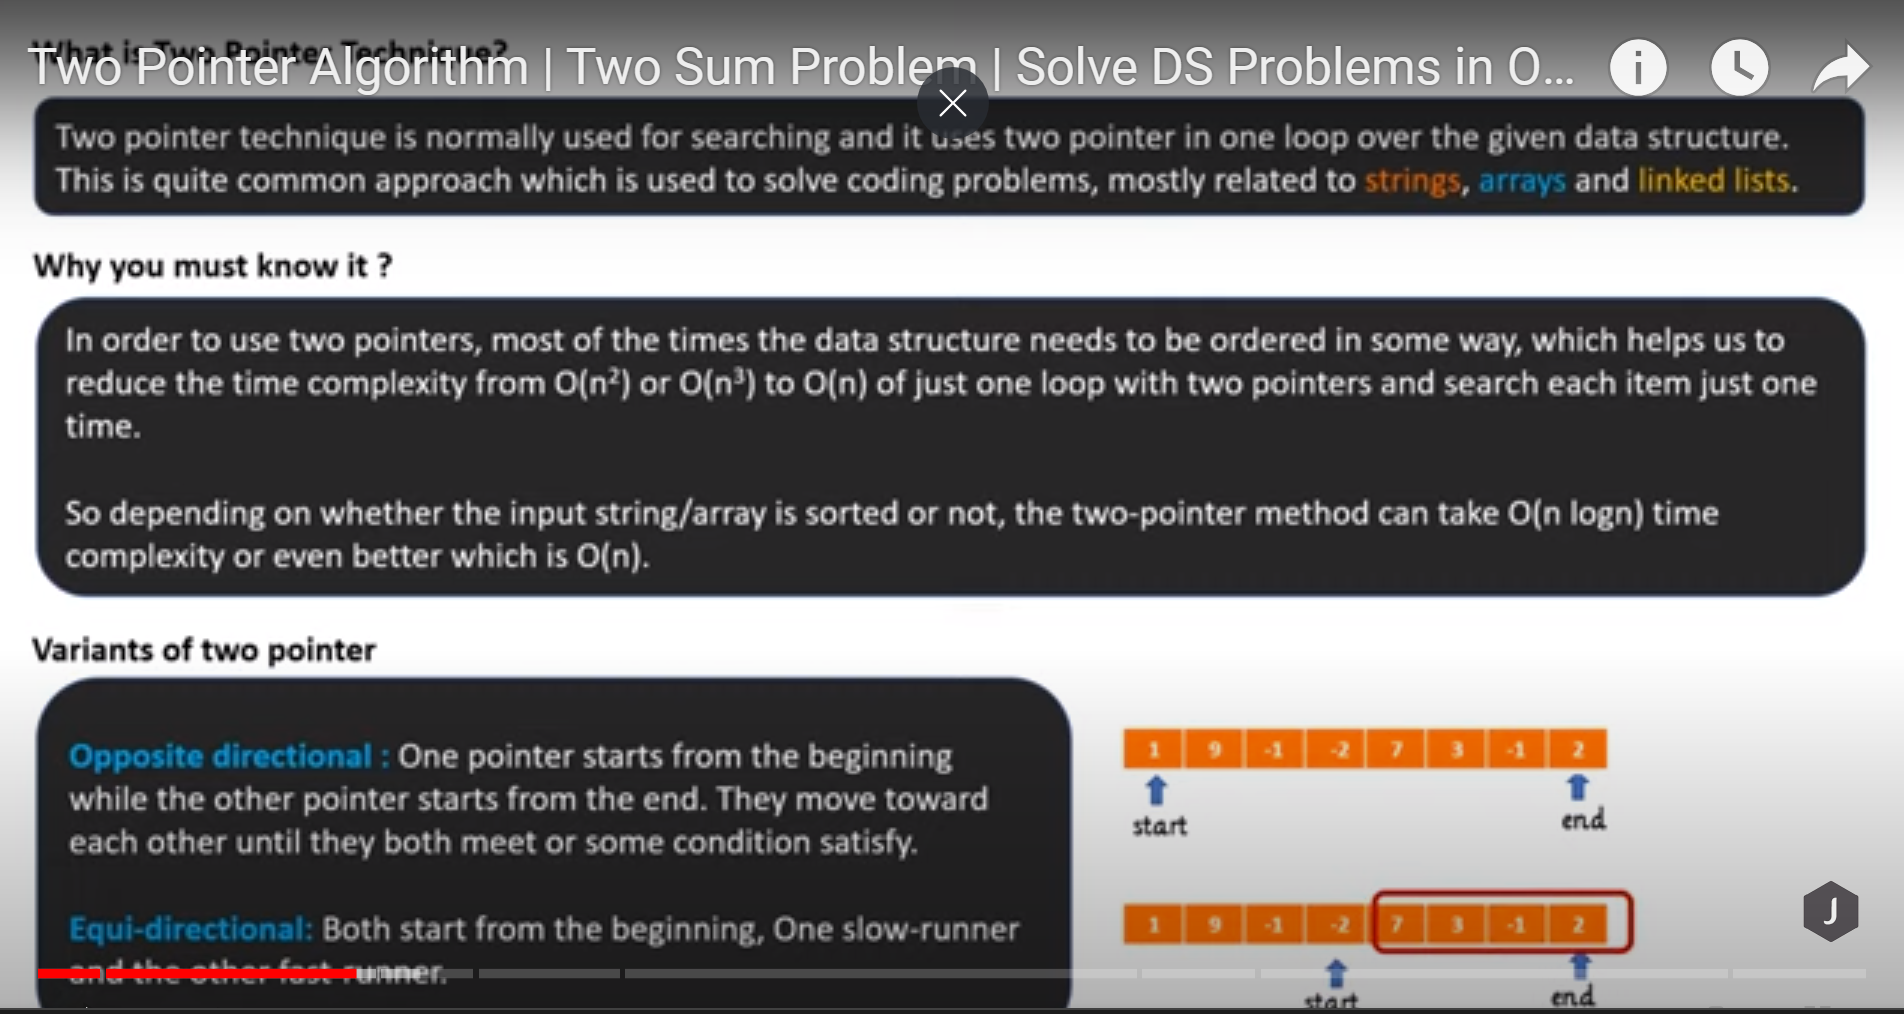 What is Two Pointer Technique?
Two Pointer Algorithm | Two Sum Problem | Solve DS Problems in O...
Two pointer technique is normally used for searching and it uses two pointer in one loop over the given data structure.
This is quite common approach which is used to solve coding problems, mostly related to strings, arrays and linked lists.
Why you must know it ?
In order to use two pointers, most of the times the data structure needs to be ordered in some way, which helps us to
reduce the time complexity from O(n²) or O(n³) to O(n) of just one loop with two pointers and search each item just one
time.
So depending on whether the input string/array is sorted or not, the two-pointer method can take O(n logn) time
complexity or even better which is O(n).
Variants of two pointer
Opposite directional : One pointer starts from the beginning
while the other pointer starts from the end. They move toward
each other until they both meet or some condition satisfy.
Equi-directional: Both start from the beginning, One slow-runner
and the other fast-runner.
1 9 -1 -2 7 3 -1 2
start end
1 9 -1 -2 7 3 -1 2
start end
J